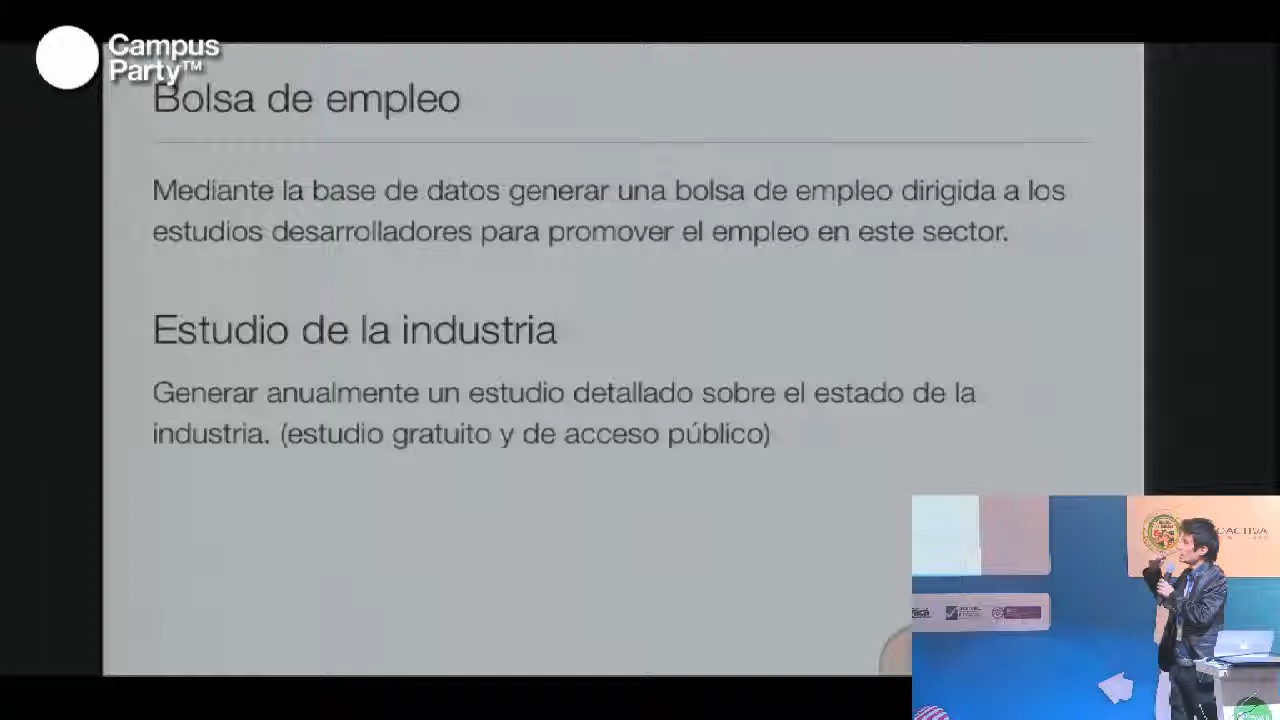 Campus
Party™
Bolsa de empleo
Mediante la base de datos generar una bolsa de empleo dirigida a los
estudios desarrolladores para promover el empleo en este sector.
Estudio de la industria
Generar anualmente un estudio detallado sobre el estado de la
industria. (estudio gratuito y de acceso público)